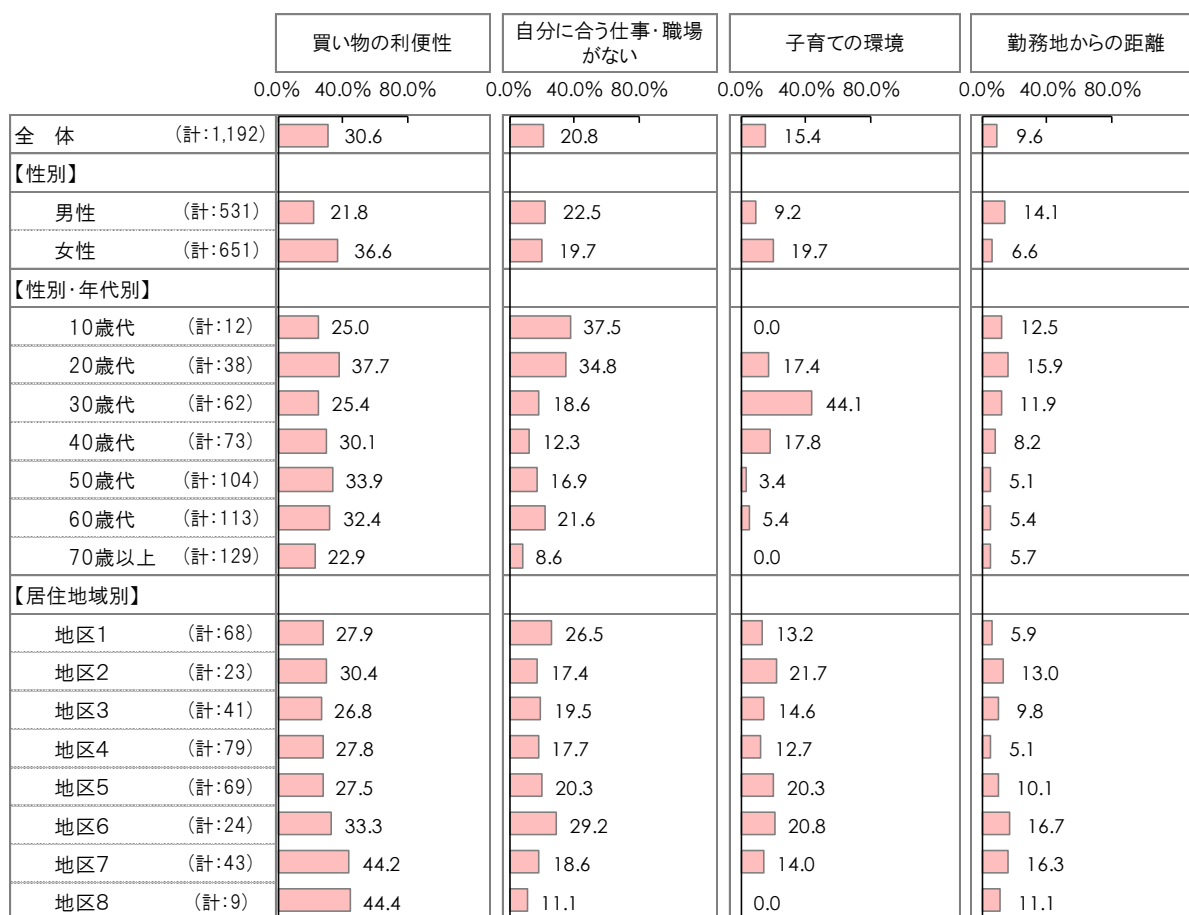 買い物の利便性 自分に合う仕事・職場がない 子育ての環境 勤務地からの距離
0.0% 40.0% 80.0% 0.0% 40.0% 80.0% 0.0% 40.0% 80.0% 0.0% 40.0% 80.0%
全 体 (計:1,192) 30.6 20.8 15.4 9.6
【性別】
男性 (計:531) 21.8 22.5 9.2 14.1
女性 (計:651) 36.6 19.7 19.7 6.6
【性別・年代別】
10歳代 (計:12) 25.0 37.5 0.0 12.5
20歳代 (計:38) 37.7 34.8 17.4 15.9
30歳代 (計:62) 25.4 18.6 44.1 11.9
40歳代 (計:73) 30.1 12.3 17.8 8.2
50歳代 (計:104) 33.9 16.9 3.4 5.1
60歳代 (計:113) 32.4 21.6 5.4 5.4
70歳以上 (計:129) 22.9 8.6 0.0 5.7
【居住地域別】
地区1 (計:68) 27.9 26.5 13.2 5.9
地区2 (計:23) 30.4 17.4 21.7 13.0
地区3 (計:41) 26.8 19.5 14.6 9.8
地区4 (計:79) 27.8 17.7 12.7 5.1
地区5 (計:69) 27.5 20.3 20.3 10.1
地区6 (計:24) 33.3 29.2 20.8 16.7
地区7 (計:43) 44.2 18.6 14.0 16.3
地区8 (計:9) 44.4 11.1 0.0 11.1